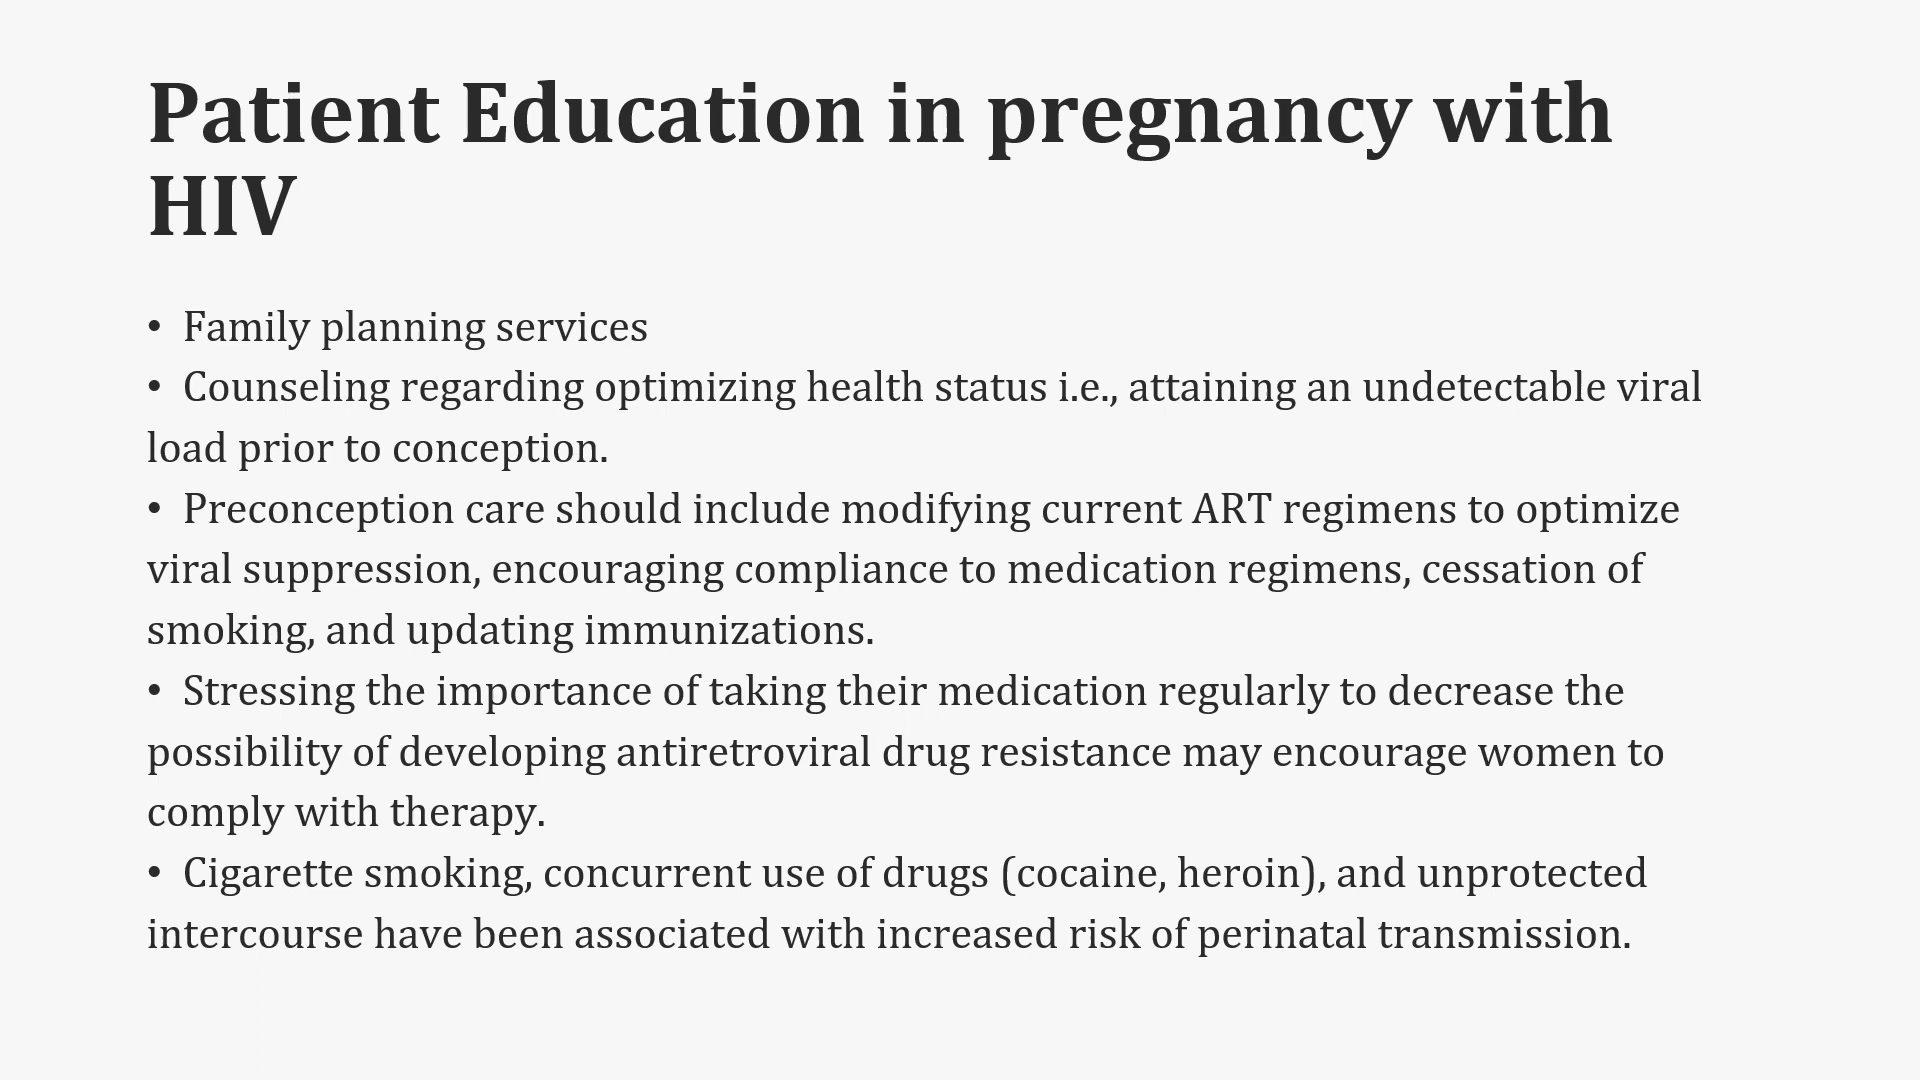 Patient Education in pregnancy with
HIV
• Family planning services
• Counseling regarding optimizing health status i.e., attaining an undetectable viral
load prior to conception.
• Preconception care should include modifying current ART regimens to optimize
viral suppression, encouraging compliance to medication regimens, cessation of
smoking, and updating immunizations.
• Stressing the importance of taking their medication regularly to decrease the
possibility of developing antiretroviral drug resistance may encourage women to
comply with therapy.
• Cigarette smoking, concurrent use of drugs (cocaine, heroin), and unprotected
intercourse have been associated with increased risk of perinatal transmission.